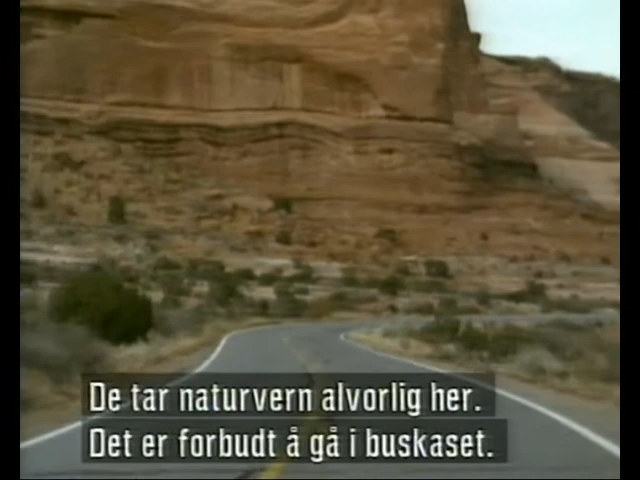 De tar naturvern alvorlig her.
Det er forbudt å gå i buskaset.